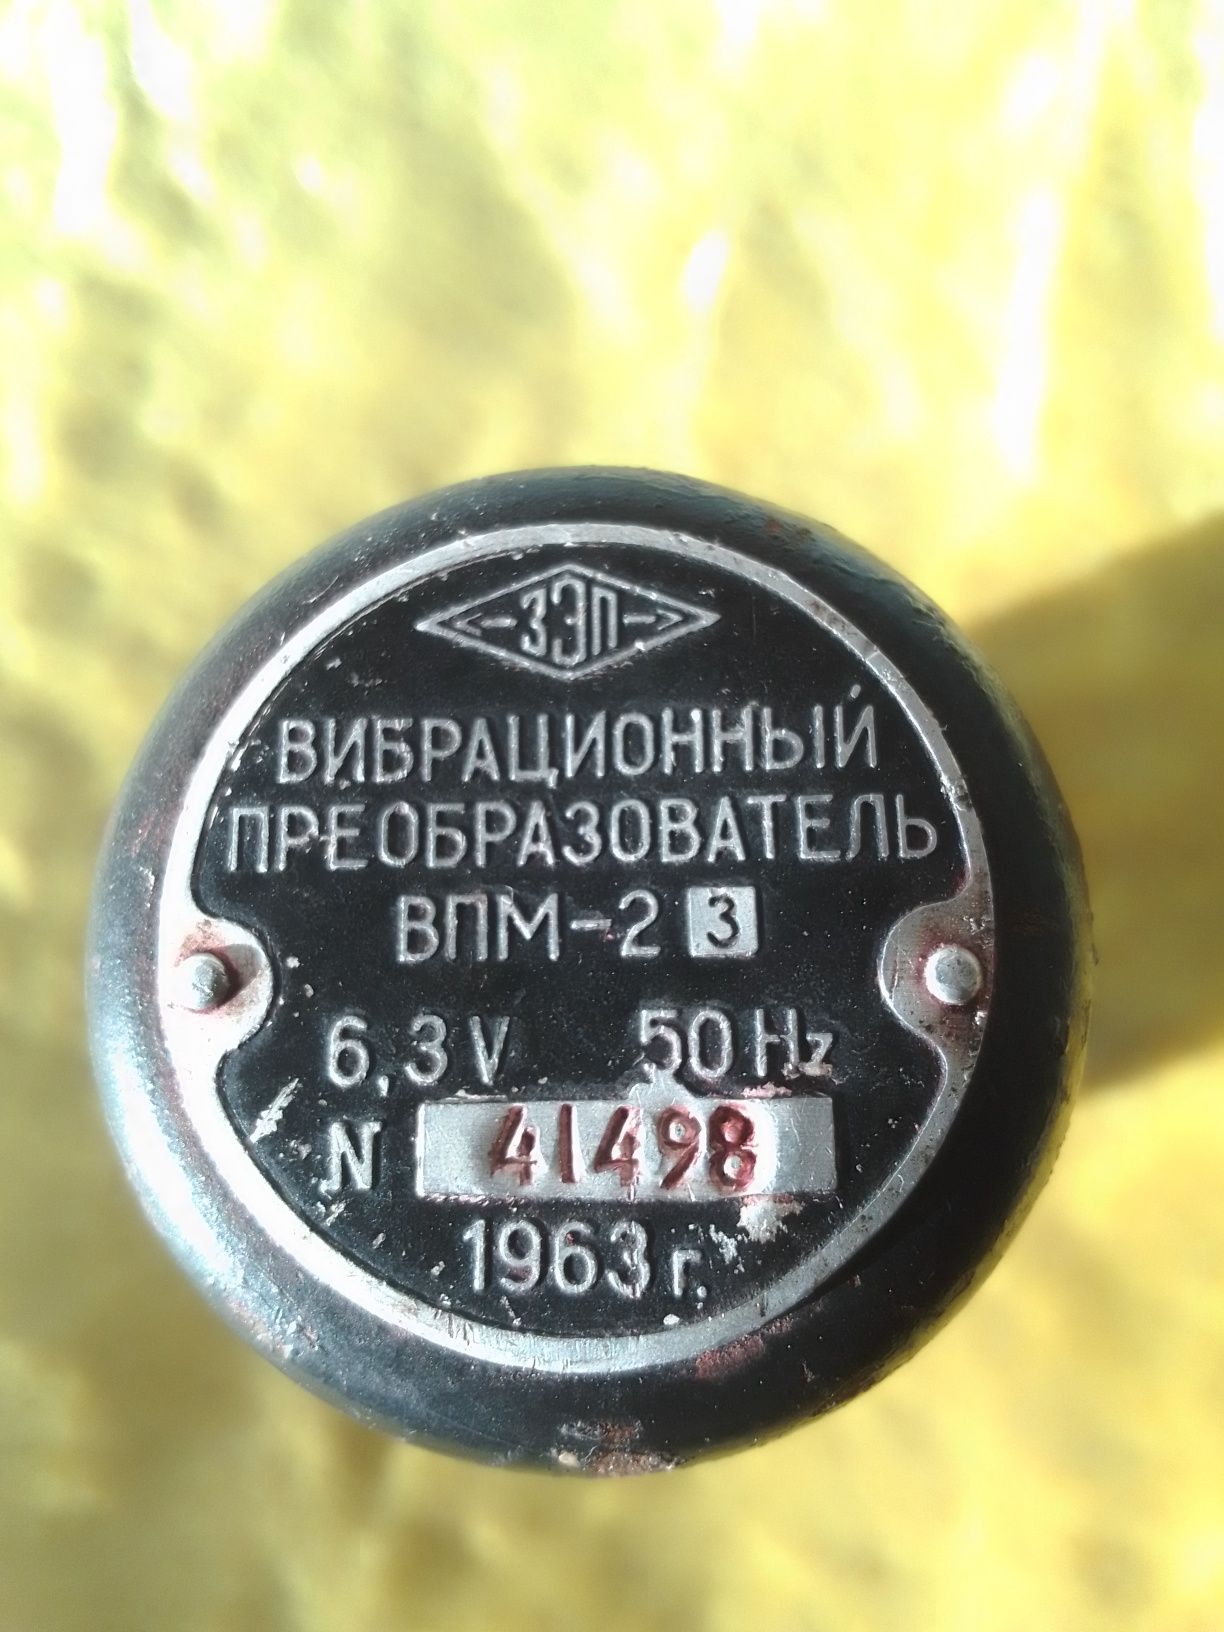 ЗЭП
ВИБРАЦИОННЫЙ
ПРЕОБРАЗОВАТЕЛЬ
ВПМ-2 3
6,3V 50Hz
N 41498
1963г.